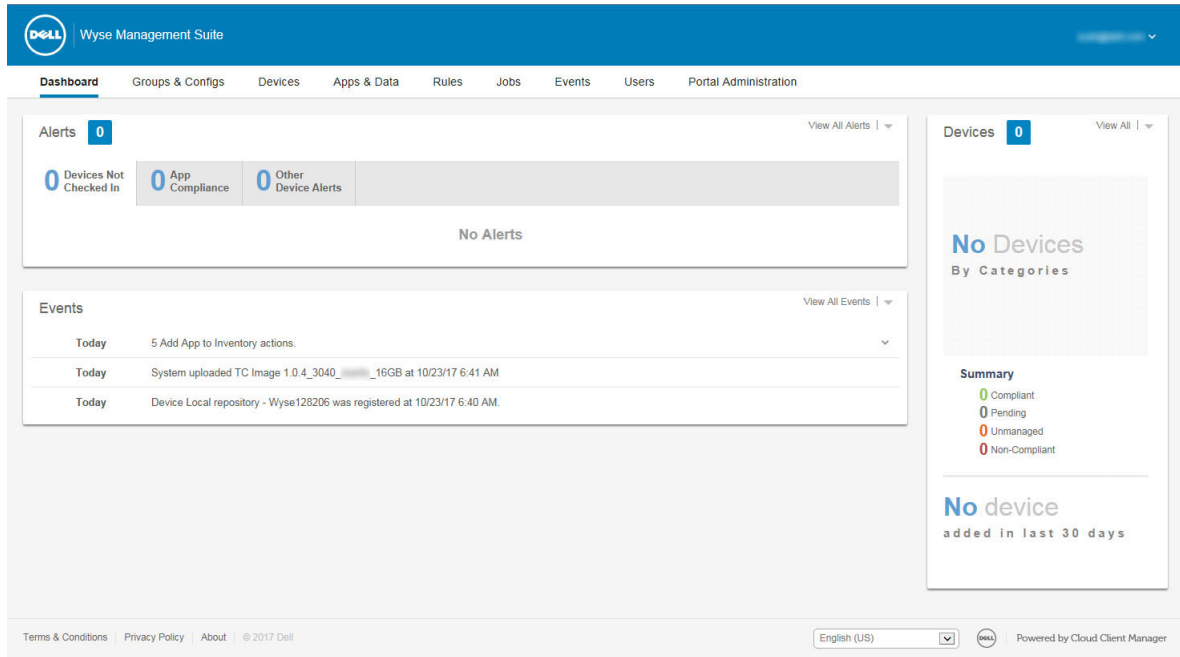 DELL
Wyse Management Suite
Dashboard Groups & Configs Devices Apps & Data Rules Jobs Events Users Portal Administration
Alerts 0
View All Alerts
0 Devices Not Checked In
0 App Compliance
0 Other Device Alerts
No Alerts
Events
View All Events
Today 5 Add App to Inventory actions.
Today System uploaded TC Image 1.0.4_3040_ _16GB at 10/23/17 6:41 AM
Today Device Local repository - Wyse128206 was registered at 10/23/17 6:40 AM.
Devices 0
View All
No Devices
By Categories
Summary
0 Compliant
0 Pending
0 Unmanaged
0 Non-Compliant
No device
added in last 30 days
Terms & Conditions Privacy Policy About © 2017 Dell
English (US)
DELL
Powered by Cloud Client Manager